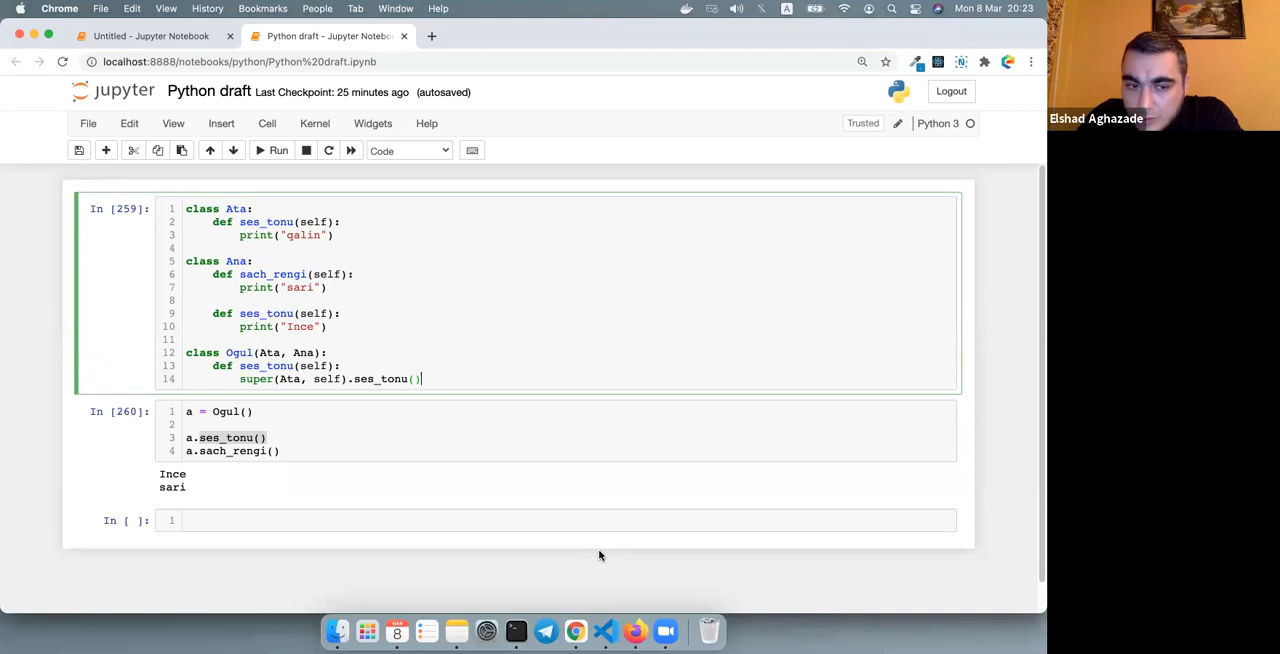 Chrome File Edit View History Bookmarks People Tab Window Help A Mon 8 Mar 20:23
Untitled - Jupyter Notebook Python draft - Jupyter Notebo
localhost:8888/notebooks/python/Python%20draft.ipynb
jupyter Python draft Last Checkpoint: 25 minutes ago (autosaved) Logout
File Edit View Insert Cell Kernel Widgets Help Trusted Python 3
Run Code
In [259]: 1 class Ata:
2 def ses_tonu(self):
3 print("qalin")
4
5 class Ana:
6 def sach_rengi(self):
7 print("sari")
8
9 def ses_tonu(self):
10 print("Ince")
11
12 class Ogul(Ata, Ana):
13 def ses_tonu(self):
14 super(Ata, self).ses_tonu()
In [260]: 1 a = Ogul()
2
3 a.ses_tonu()
4 a.sach_rengi()
Ince
sari
In [ ]: 1
MAR
8
Elshad Aghazade